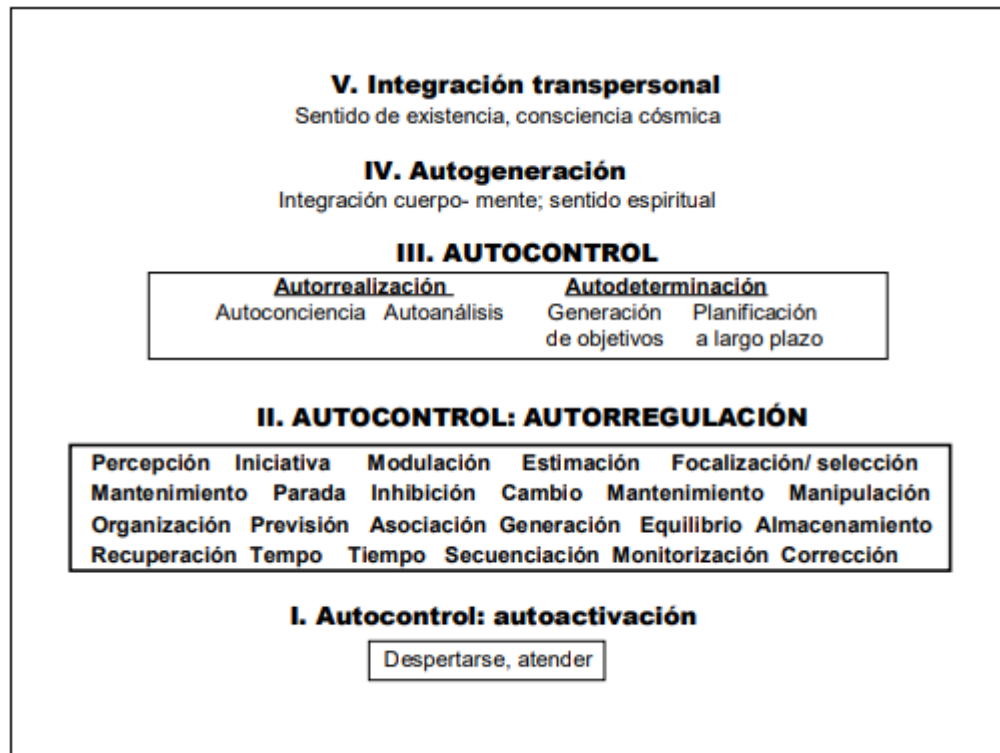 V. Integración transpersonal
Sentido de existencia, consciencia cósmica
IV. Autogeneración
Integración cuerpo- mente; sentido espiritual
III. AUTOCONTROL
Autorrealización Autodeterminación
Autoconciencia Autoanálisis Generación Planificación
de objetivos a largo plazo
II. AUTOCONTROL: AUTORREGULACIÓN
Percepción Iniciativa Modulación Estimación Focalización/ selección
Mantenimiento Parada Inhibición Cambio Mantenimiento Manipulación
Organización Previsión Asociación Generación Equilibrio Almacenamiento
Recuperación Tempo Tiempo Secuenciación Monitorización Corrección
I. Autocontrol: autoactivación
Despertarse, atender